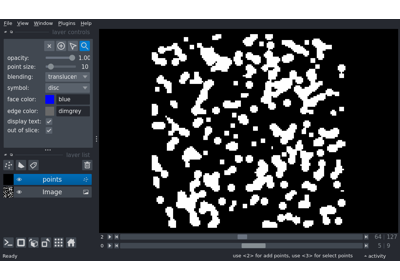 File View Window Plugins Help
layer controls
opacity: 1.00
point size: 10
blending: translucen
symbol: disc
face color: blue
edge color: dimgrey
display text:
out of slice:
layer list
points
Image
2 64 127
0 5 9
Ready use <2> for add points, use <3> for select points activity